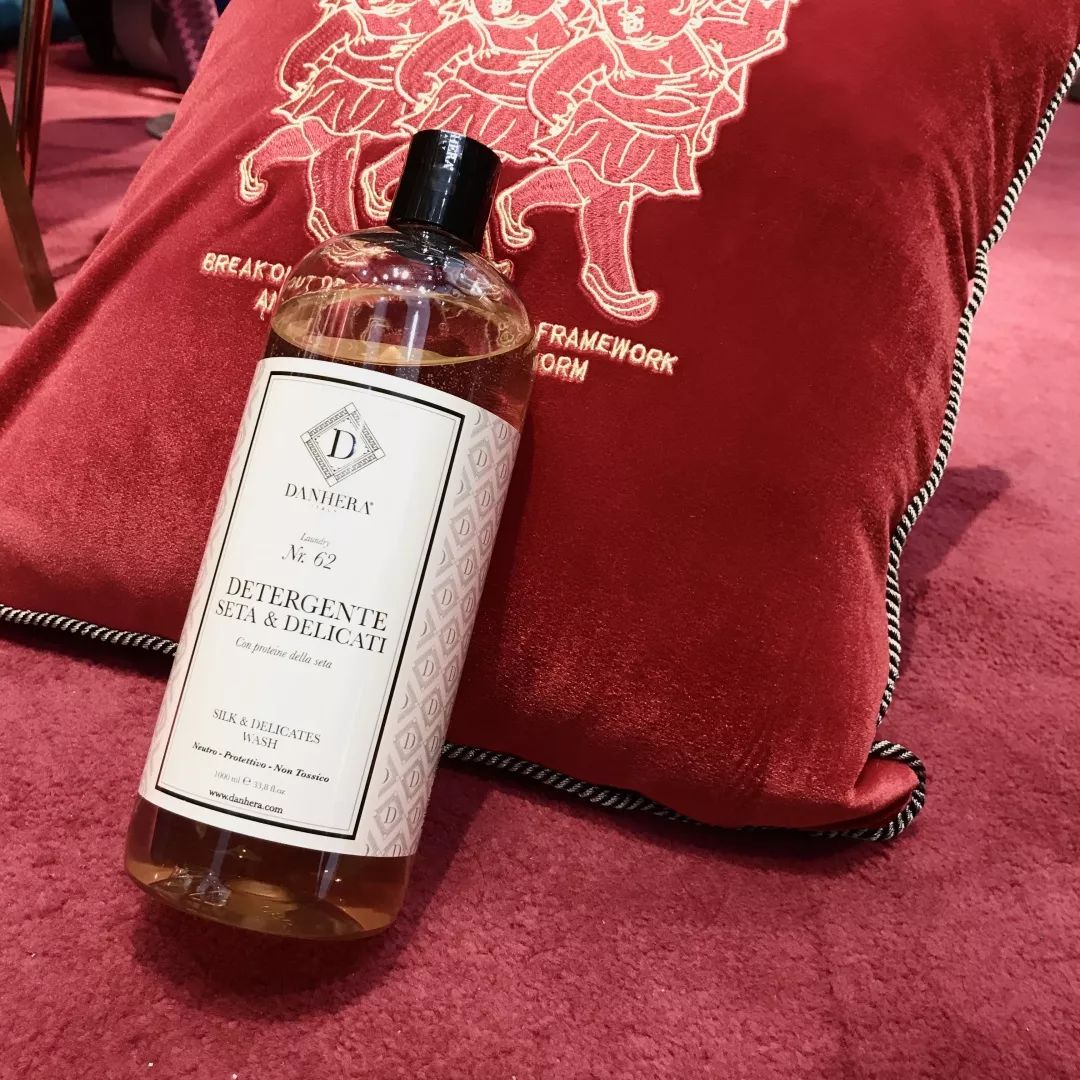 BREAK OUT
FRAMEWORK
D
DANHERA®
ITALY
Laundry
Nr. 62
DETERGENTE
SETA & DELICATI
Con proteine della seta
SILK & DELICATES
WASH
Neutro - Protettivo - Non Tossico
1000 ml ℮ 33,8 fl oz
www.danhera.com